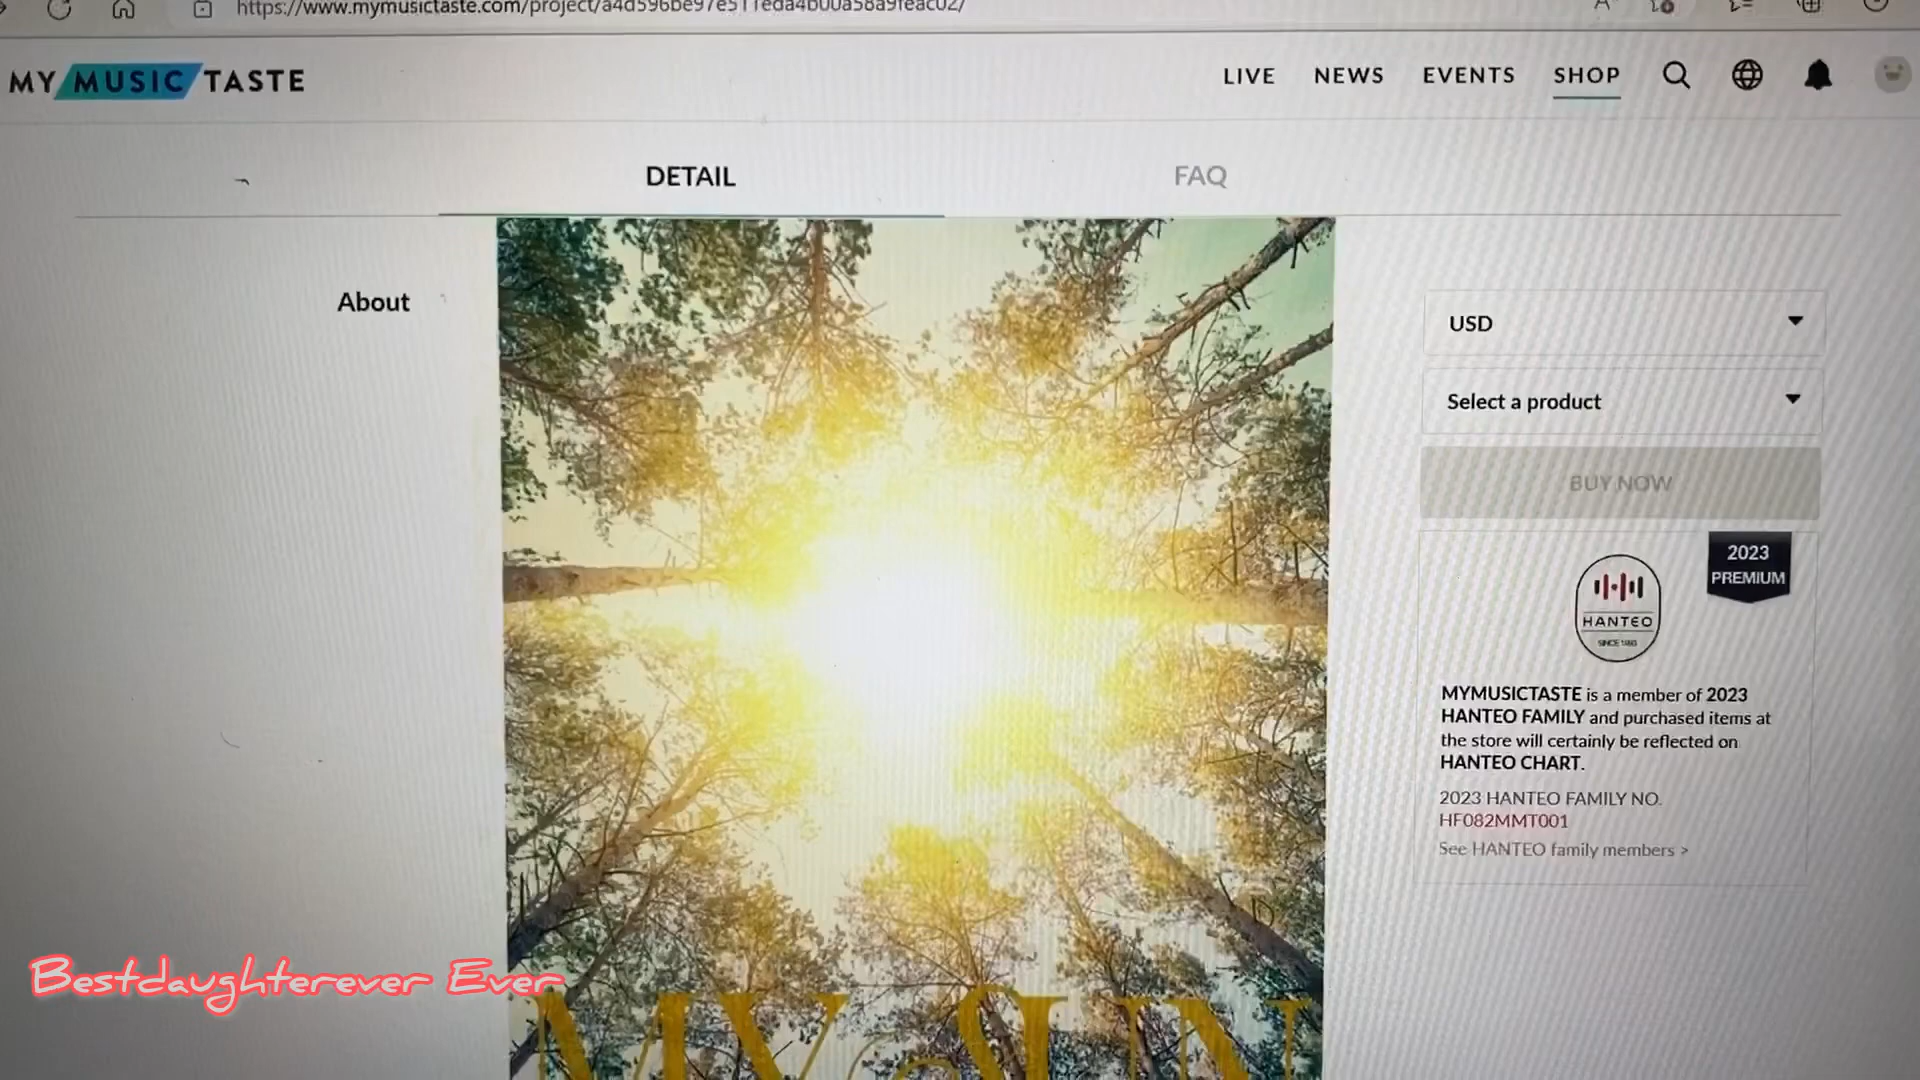 https://www.mymusictaste.com/project/a4d596be97e511eda4b00a58a9feac02/
MY MUSIC TASTE
LIVE
NEWS
EVENTS
SHOP
DETAIL
FAQ
About
USD
Select a product
BUY NOW
2023
PREMIUM
HANTEO
SINCE 1993
MYMUSICTASTE is a member of 2023
HANTEO FAMILY and purchased items at
the store will certainly be reflected on
HANTEO CHART.
2023 HANTEO FAMILY NO.
HF082MMT001
See HANTEO family members >
Bestdaughterever Ever